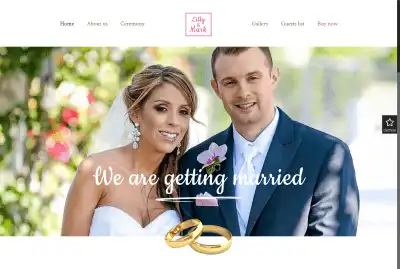 Home
About us
Ceremony
Lilly
&
Mark
Gallery
Guests list
Buy now
We are getting married